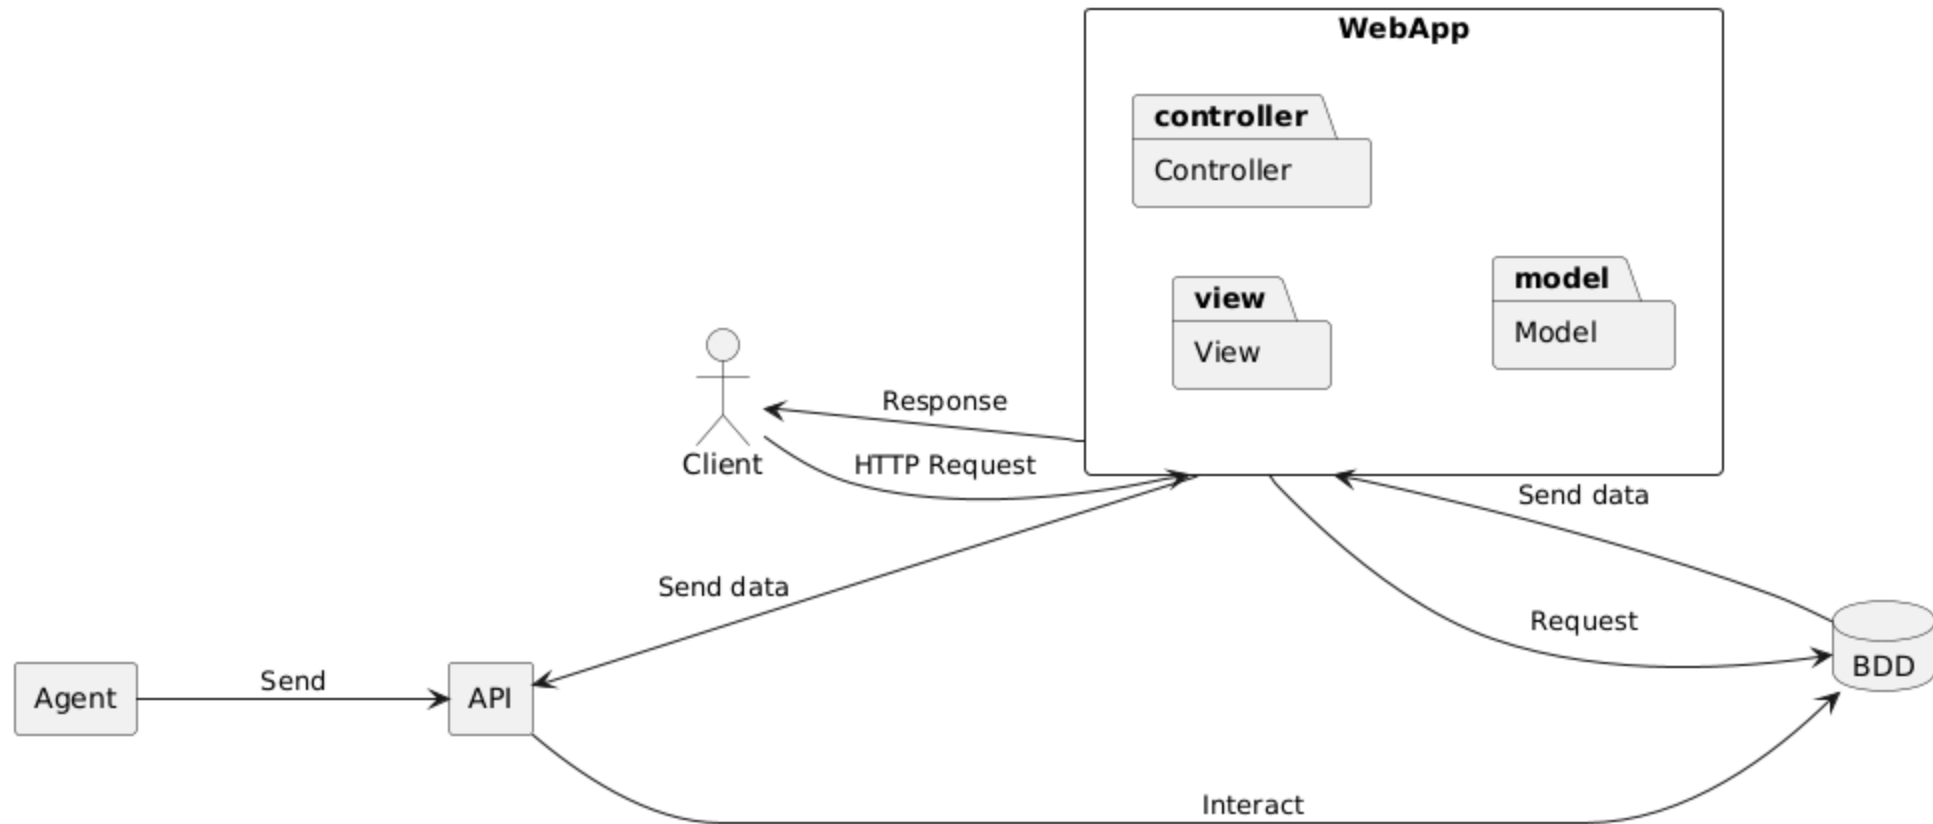 WebApp
controller
Controller
view
View
model
Model
Response
Client
HTTP Request
Send data
Send data
Request
BDD
Agent
Send
API
Interact